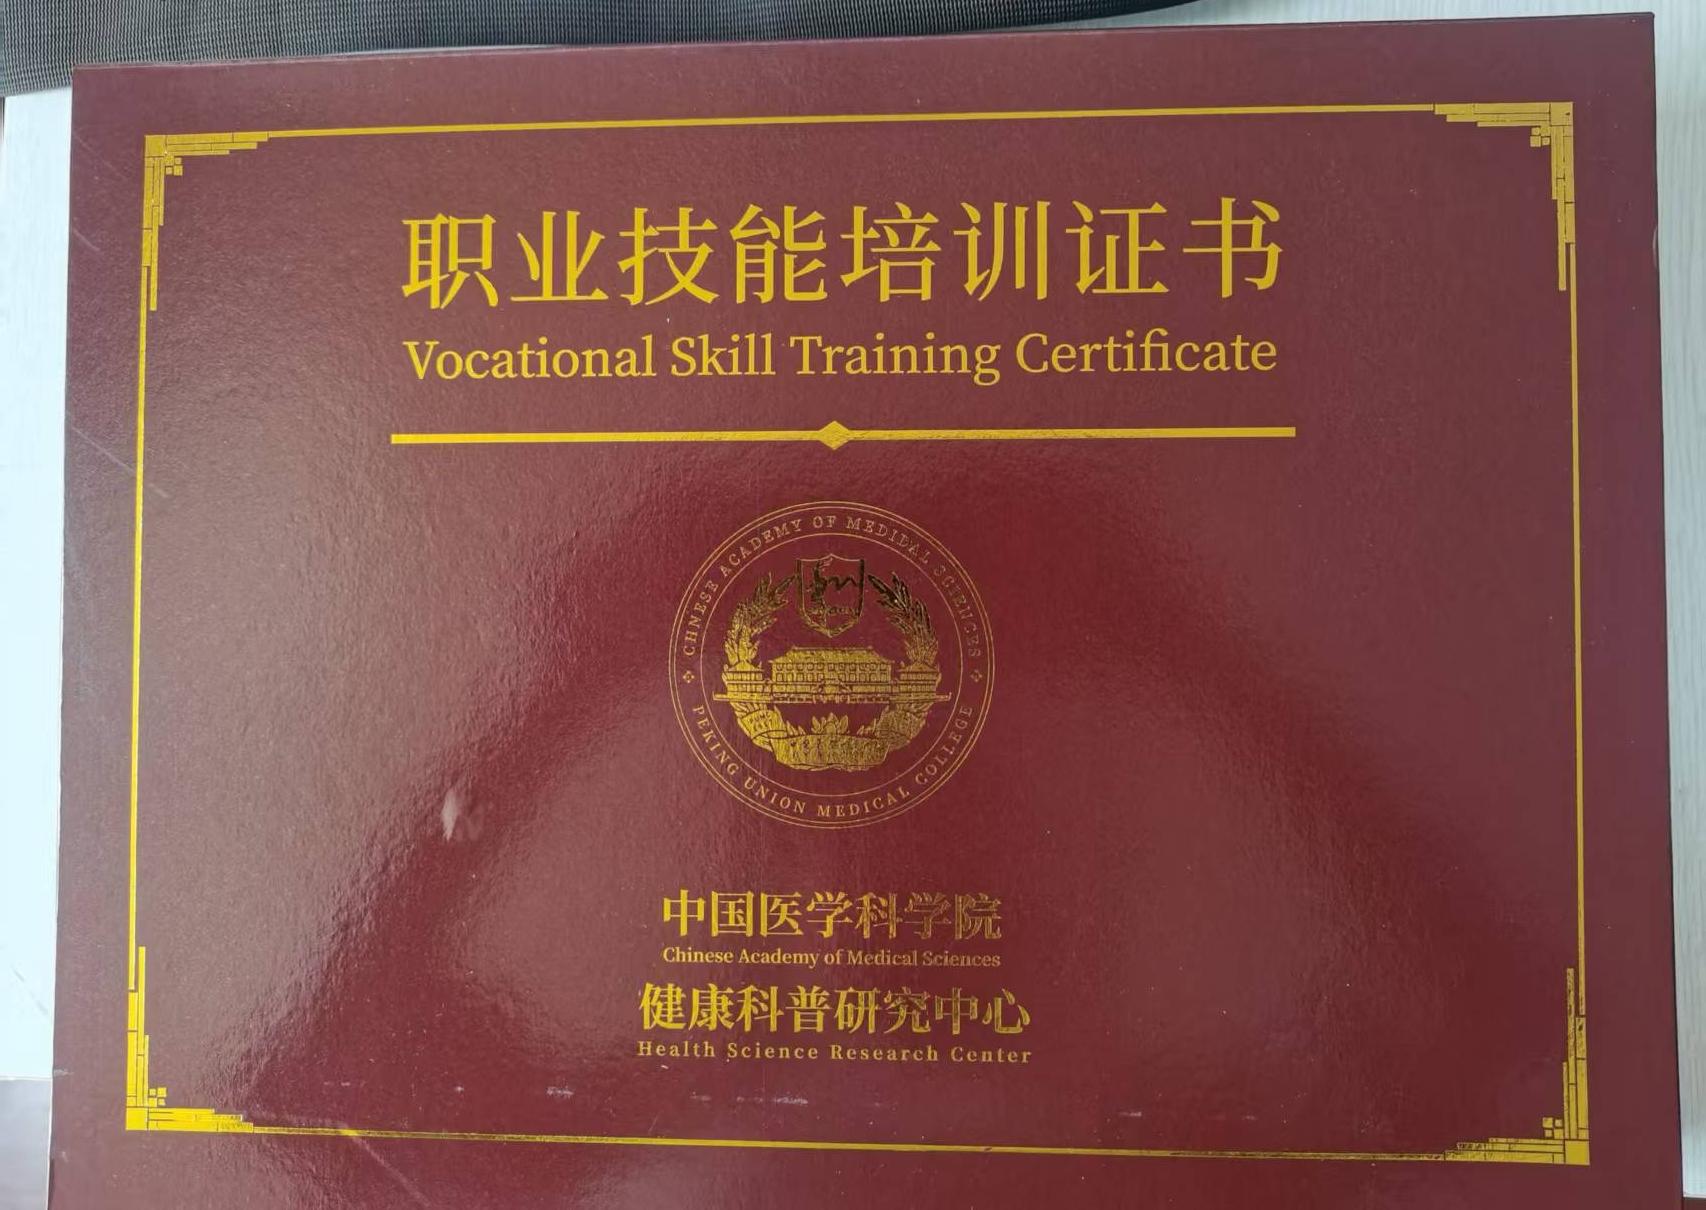 职业技能培训证书
Vocational Skill Training Certificate
CHNESE ACADEMY OF MEDIDAL SCIENCES
PEKING UNION MEDICAL COLLEGE
中国医学科学院
Chinese Academy of Medical Sciences
健康科普研究中心
Health Science Research Center